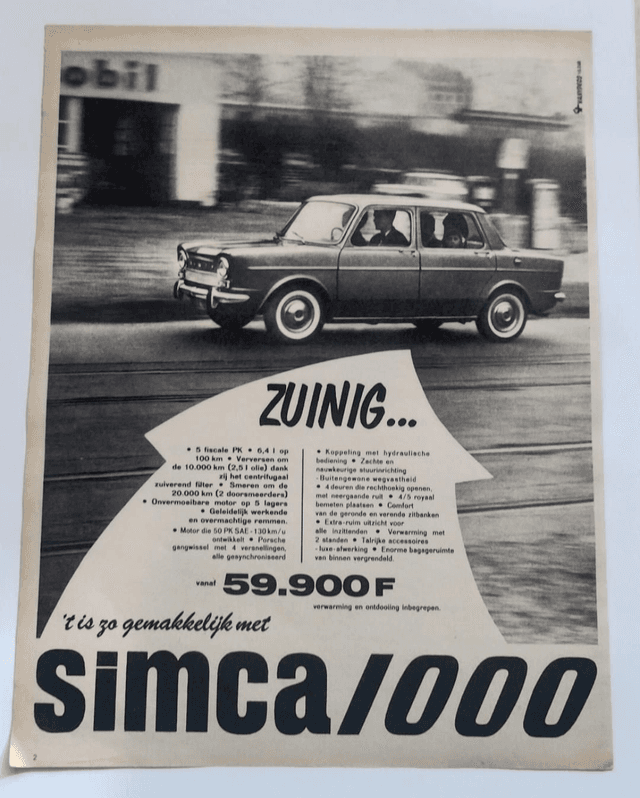 obil
ZUINIG...
• 5 fiscale PK • 6,4 l op
100 km • Verversen om
de 10.000 km (2,5 l olie) dank
zij het centrifugaal
zuiverend filter • Smeren om de
20.000 km (2 doorsmeerders)
• Onvermoeibare motor op 5 lagers
• Geleidelijk werkende
en overmachtige remmen.
• Motor die 50 PK SAE - 130 km/u
ontwikkelt • Porsche
gangwissel met 4 versnellingen,
alle gesynchroniseerd
• Koppeling met hydraulische
bediening • Zachte en
nauwkeurige stuurinrichting
- Buitengewone wegvastheid
• 4 deuren die rechthoekig openen,
met neergaande ruit • 4/5 royaal
bemeten plaatsen • Comfort
van de geronde en verende zitbanken
• Extra-ruim uitzicht voor
alle inzittenden • Verwarming met
2 standen • Talrijke accessoires
- luxe-afwerking • Enorme bagageruimte
van binnen vergrendeld.
vanaf 59.900 F
verwarming en ontdooiing inbegrepen.
't is zo gemakkelijk met
simca 1000
2